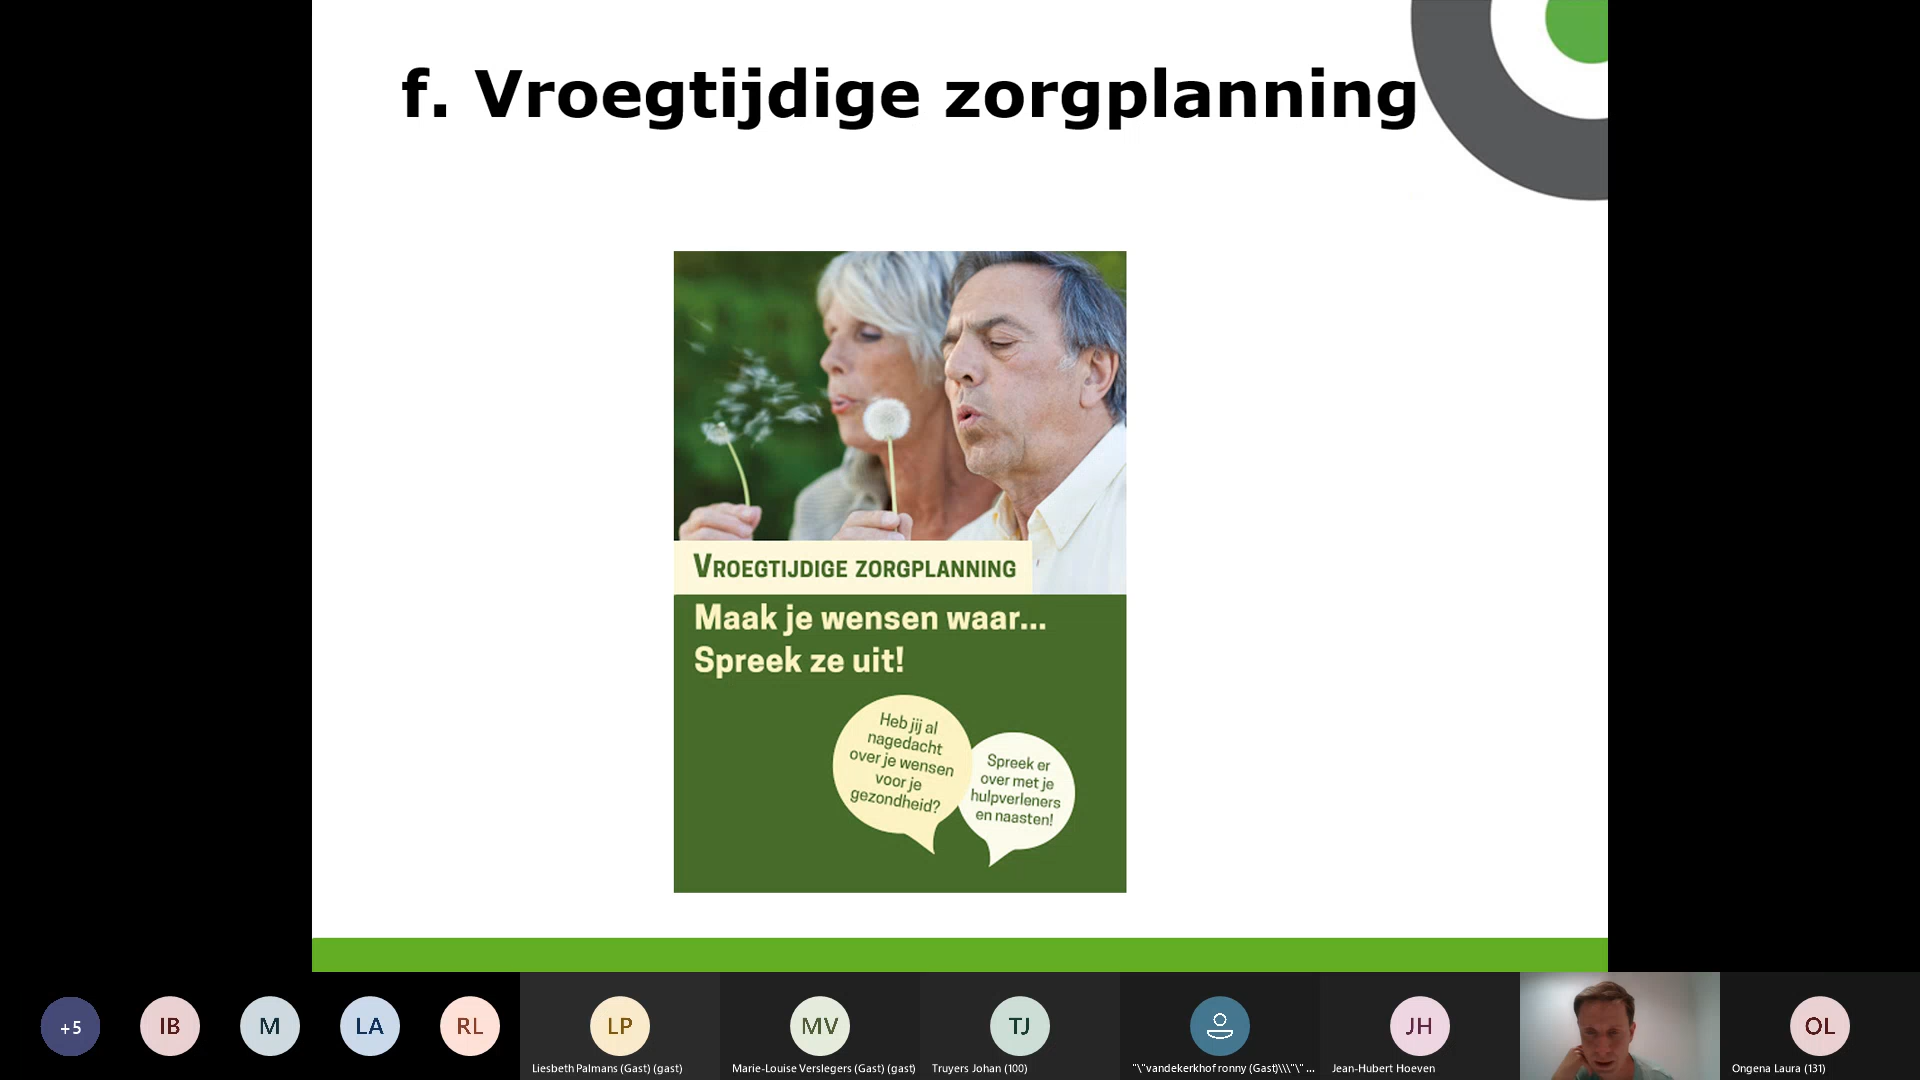 f. Vroegtijdige zorgplanning
VROEGTIJDIGE ZORGPLANNING
Maak je wensen waar...
Spreek ze uit!
Heb jij al
nagedacht
over je wensen
voor je
gezondheid?
Spreek er
over met je
hulpverleners
en naasten!
+5
IB
M
LA
RL
LP
MV
TJ
JH
OL
Liesbeth Palmans (Gast) (gast)
Marie-Louise Verslegers (Gast) (gast)
Truyers Johan (100)
"\"vandekerkhof ronny (Gast)\\\"\" ...
Jean-Hubert Hoeven
Ongena Laura (131)